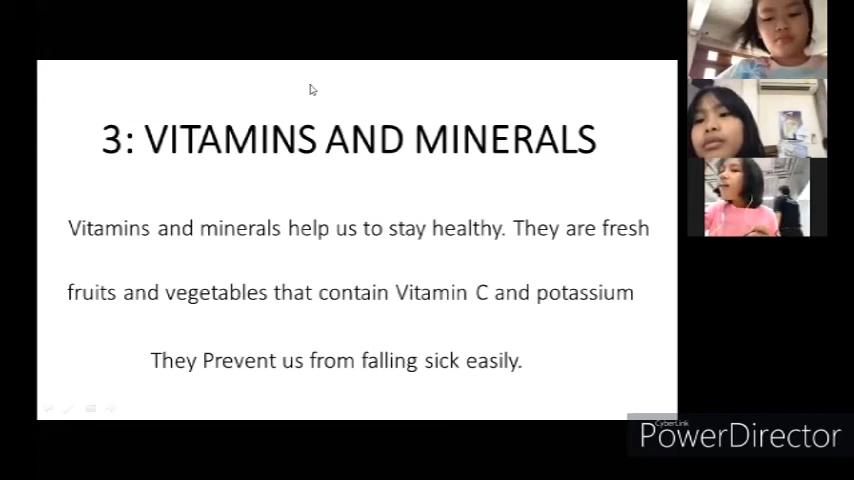 3: VITAMINS AND MINERALS
Vitamins and minerals help us to stay healthy. They are fresh
fruits and vegetables that contain Vitamin C and potassium
They Prevent us from falling sick easily.
CyberLink
PowerDirector